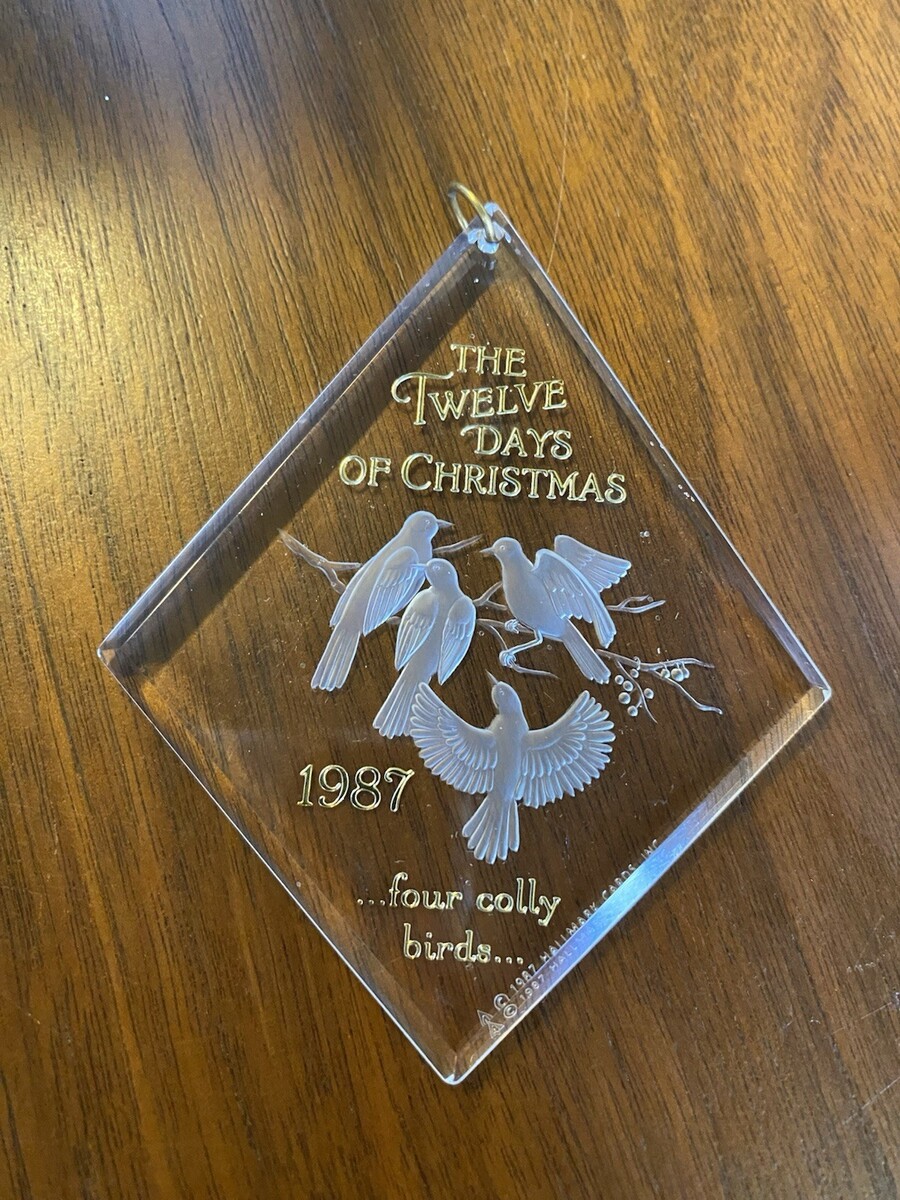 THE
TWELVE
DAYS
OF CHRISTMAS
1987
...four colly
birds...
© 1987 HALLMARK CARDS, INC.